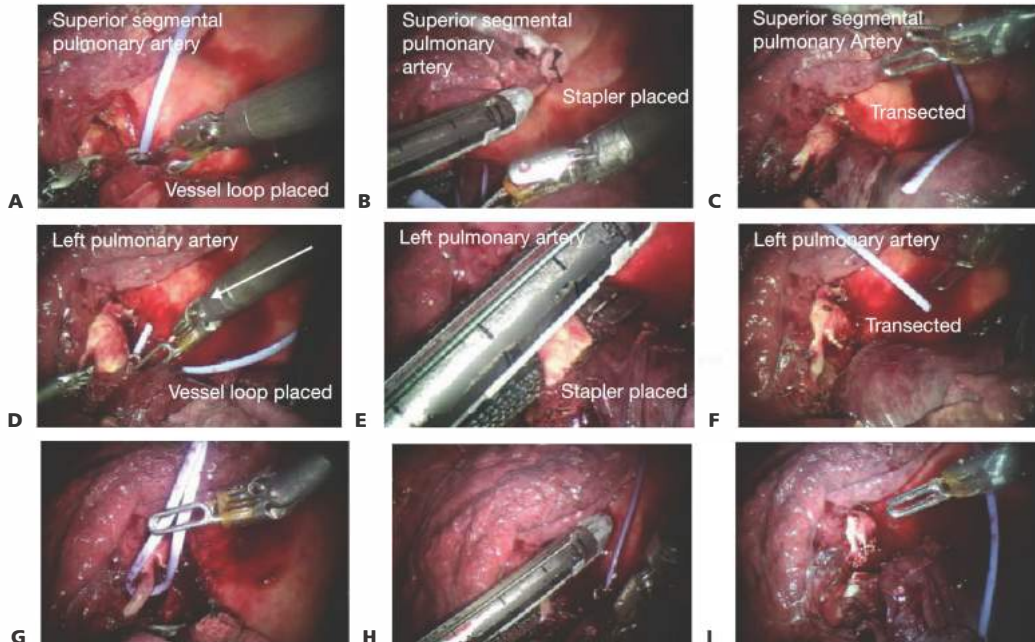 Superior segmental
pulmonary artery
Vessel loop placed
A
Superior segmental
pulmonary
artery
Stapler placed
B
Superior segmental
pulmonary Artery
Transected
C
Left pulmonary artery
Vessel loop placed
D
Left pulmonary artery
Stapler placed
E
Left pulmonary artery
Transected
F
G
H
I